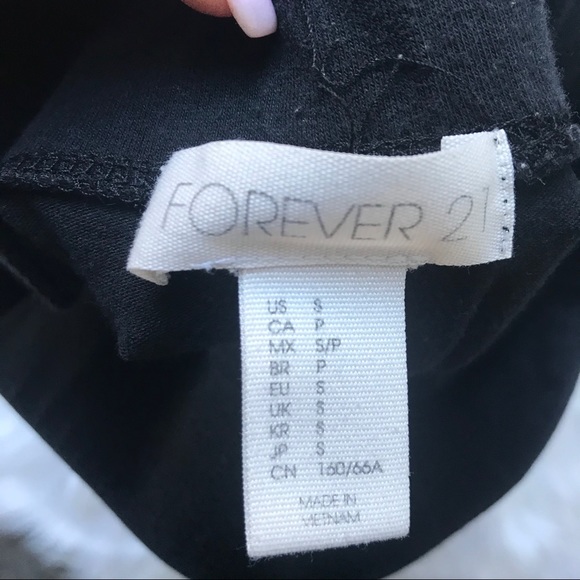 FOREVER 21
US S
CA P
MX S/P
BR P
EU S
UK S
KR S
JP S
CN 160/66A
MADE IN
VIETNAM